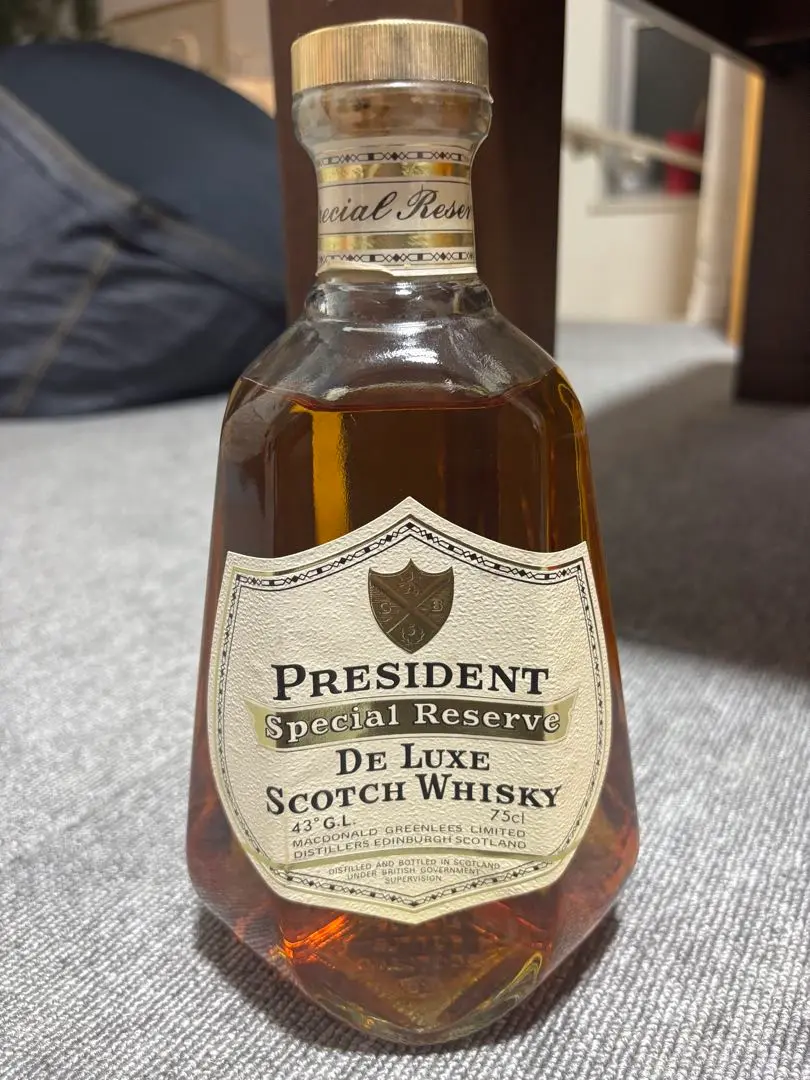 ecial Reser
PRESIDENT
Special Reserve
DE LUXE
SCOTCH WHISKY
43° G.L. 75cl
MACDONALD GREENLEES LIMITED
DISTILLERS EDINBURGH SCOTLAND
DISTILLED AND BOTTLED IN SCOTLAND
UNDER BRITISH GOVERNMENT
SUPERVISION